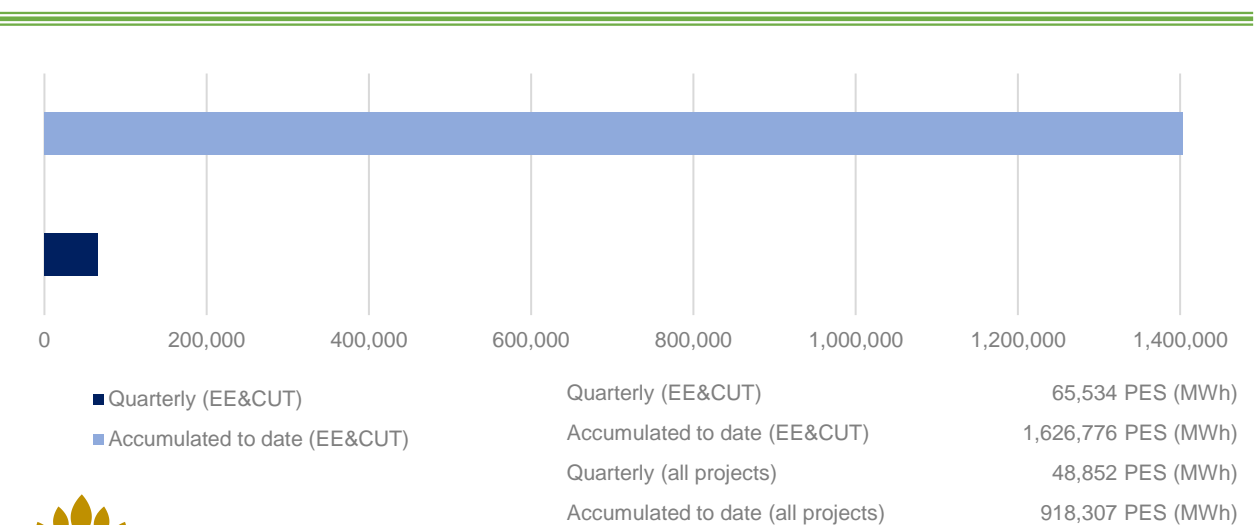 0 200,000 400,000 600,000 800,000 1,000,000 1,200,000 1,400,000
Quarterly (EE&CUT)
Accumulated to date (EE&CUT)
Quarterly (EE&CUT) 65,534 PES (MWh)
Accumulated to date (EE&CUT) 1,626,776 PES (MWh)
Quarterly (all projects) 48,852 PES (MWh)
Accumulated to date (all projects) 918,307 PES (MWh)